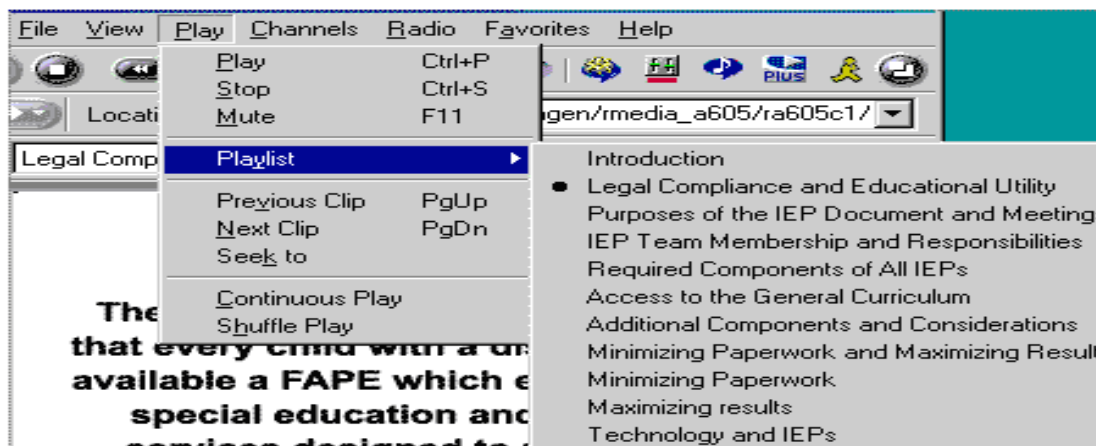 File View Play Channels Radio Favorites Help
Play Ctrl+P
Stop Ctrl+S
PLUS
Locati
Mute F11
gen/rmedia_a605/ra605c1/
Legal Comp
Playlist
Introduction
Legal Compliance and Educational Utility
Previous Clip PgUp
Purposes of the IEP Document and Meeting
Next Clip PgDn
IEP Team Membership and Responsibilities
Seek to
Required Components of All IEPs
Continuous Play
Access to the General Curriculum
The
Shuffle Play
Additional Components and Considerations
that every child with a
Minimizing Paperwork and Maximizing Result
available a FAPE which e
Minimizing Paperwork
special education and
Maximizing results
Technology and IEPs
services designed to